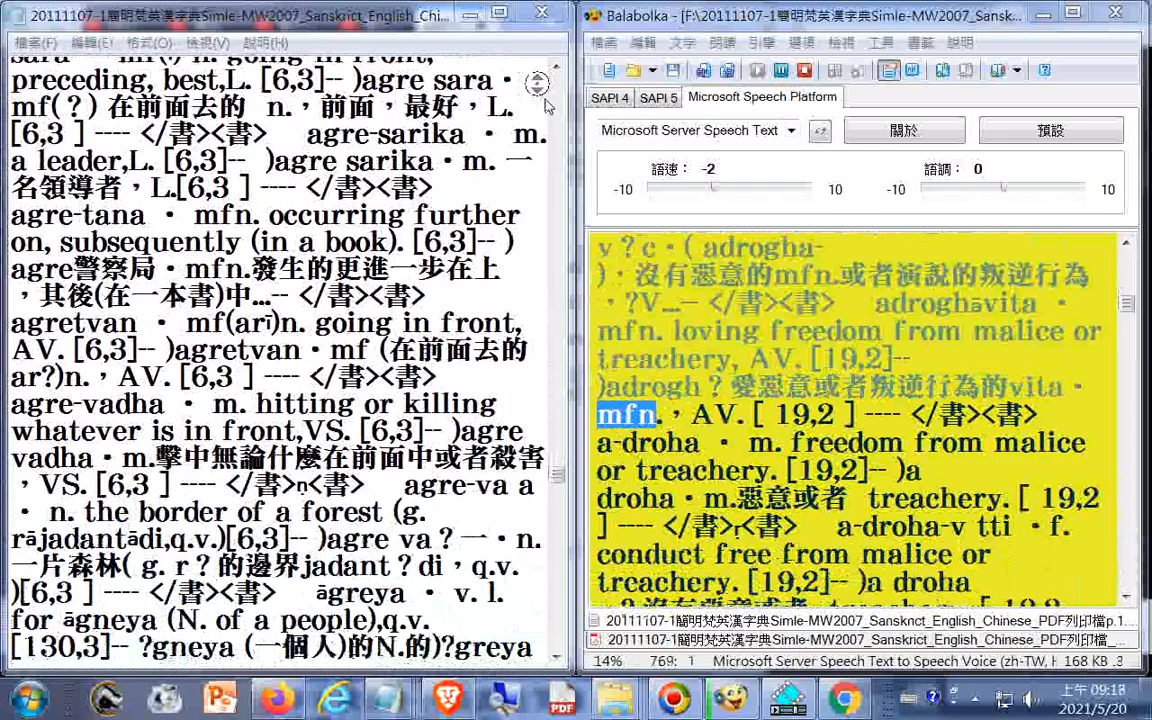 20111107-1簡明梵英漢字典Simle-MW2007_Sanskrict_English_Chi...
檔案(F) 編輯(E) 格式(O) 檢視(V) 說明(H)
preceding, best,L. [6,3]-- )agre sara‧
mf(？) 在前面去的 n.，前面，最好，L.
[6,3 ] ---- </書><書> agre-sarika ‧ m.
a leader,L. [6,3]-- )agre sarika‧m. 一
名領導者，L.[6,3 ] ---- </書><書>
agre-tana ‧ mfn. occurring further
on, subsequently (in a book). [6,3]-- )
agre警察局‧mfn.發生的更進一步在上
，其後(在一本書)中...-- </書><書>
agretvan ‧ mf(arī)n. going in front,
AV. [6,3]-- )agretvan‧mf (在前面去的
ar?)n.，AV. [6,3 ] ---- </書><書>
agre-vadha ‧ m. hitting or killing
whatever is in front,VS. [6,3]-- )agre
vadha‧m.擊中無論什麼在前面中或者殺害
，VS. [6,3 ] ---- </書>n<書> agre-va a
‧ n. the border of a forest (g.
rājadantādi,q.v.)[6,3]-- )agre va？一‧n.
一片森林( g. r？的邊界jadant？di，q.v.
)[6,3 ] ---- </書><書> āgreya ‧ v. l.
for āgneya (N. of a people),q.v.
[130,3]-- ?gneya (一個人)的N.的)?greya
Balabolka - [F:\20111107-1簡明梵英漢字典Simle-MW2007_Sansk...
檔案 編輯 文字 朗讀 引擎 選項 檢視 工具 書籤 說明
SAPI 4 SAPI 5 Microsoft Speech Platform
Microsoft Server Speech Text 關於 預設
語速： -2 語調： 0
-10 10 -10 10
v？c‧( adrogha-
)‧沒有惡意的mfn.或者演說的叛逆行為
，?V...-- </書><書> adroghāvita ‧
mfn. loving freedom from malice or
treachery, AV. [19,2]--
)adrogh？愛惡意或者叛逆行為的vita‧
mfn.，AV. [ 19,2 ] ---- </書><書>
a-droha ‧ m. freedom from malice
or treachery. [19,2]-- )a
droha‧m.惡意或者 treachery. [ 19,2
] ---- </書>r<書> a-droha-v tti ‧f.
conduct free from malice or
treachery. [19,2]-- )a droha
20111107-1簡明梵英漢字典Simle-MW2007_Sanskrict_English_Chinese_PDF列印檔_p.1...
20111107-1簡明梵英漢字典Simle-MW2007_Sanskrict_English_Chinese_PDF列印檔...
14% 769: 1 Microsoft Server Speech Text to Speech Voice (zh-TW, 168 KB
上午 09:18
2021/5/20